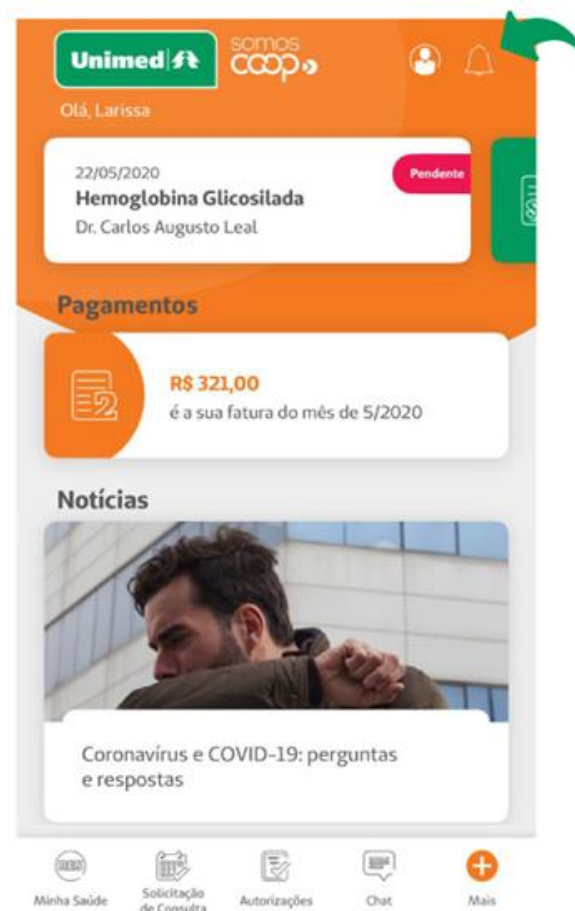 Unimed
somos
coop
Olá, Larissa
22/05/2020
Pendente
Hemoglobina Glicosilada
Dr. Carlos Augusto Leal
Pagamentos
R$ 321,00
é a sua fatura do mês de 5/2020
Notícias
Coronavírus e COVID-19: perguntas
e respostas
RES
Minha Saúde
Solicitação
de Consulta
Autorizações
Chat
Mais